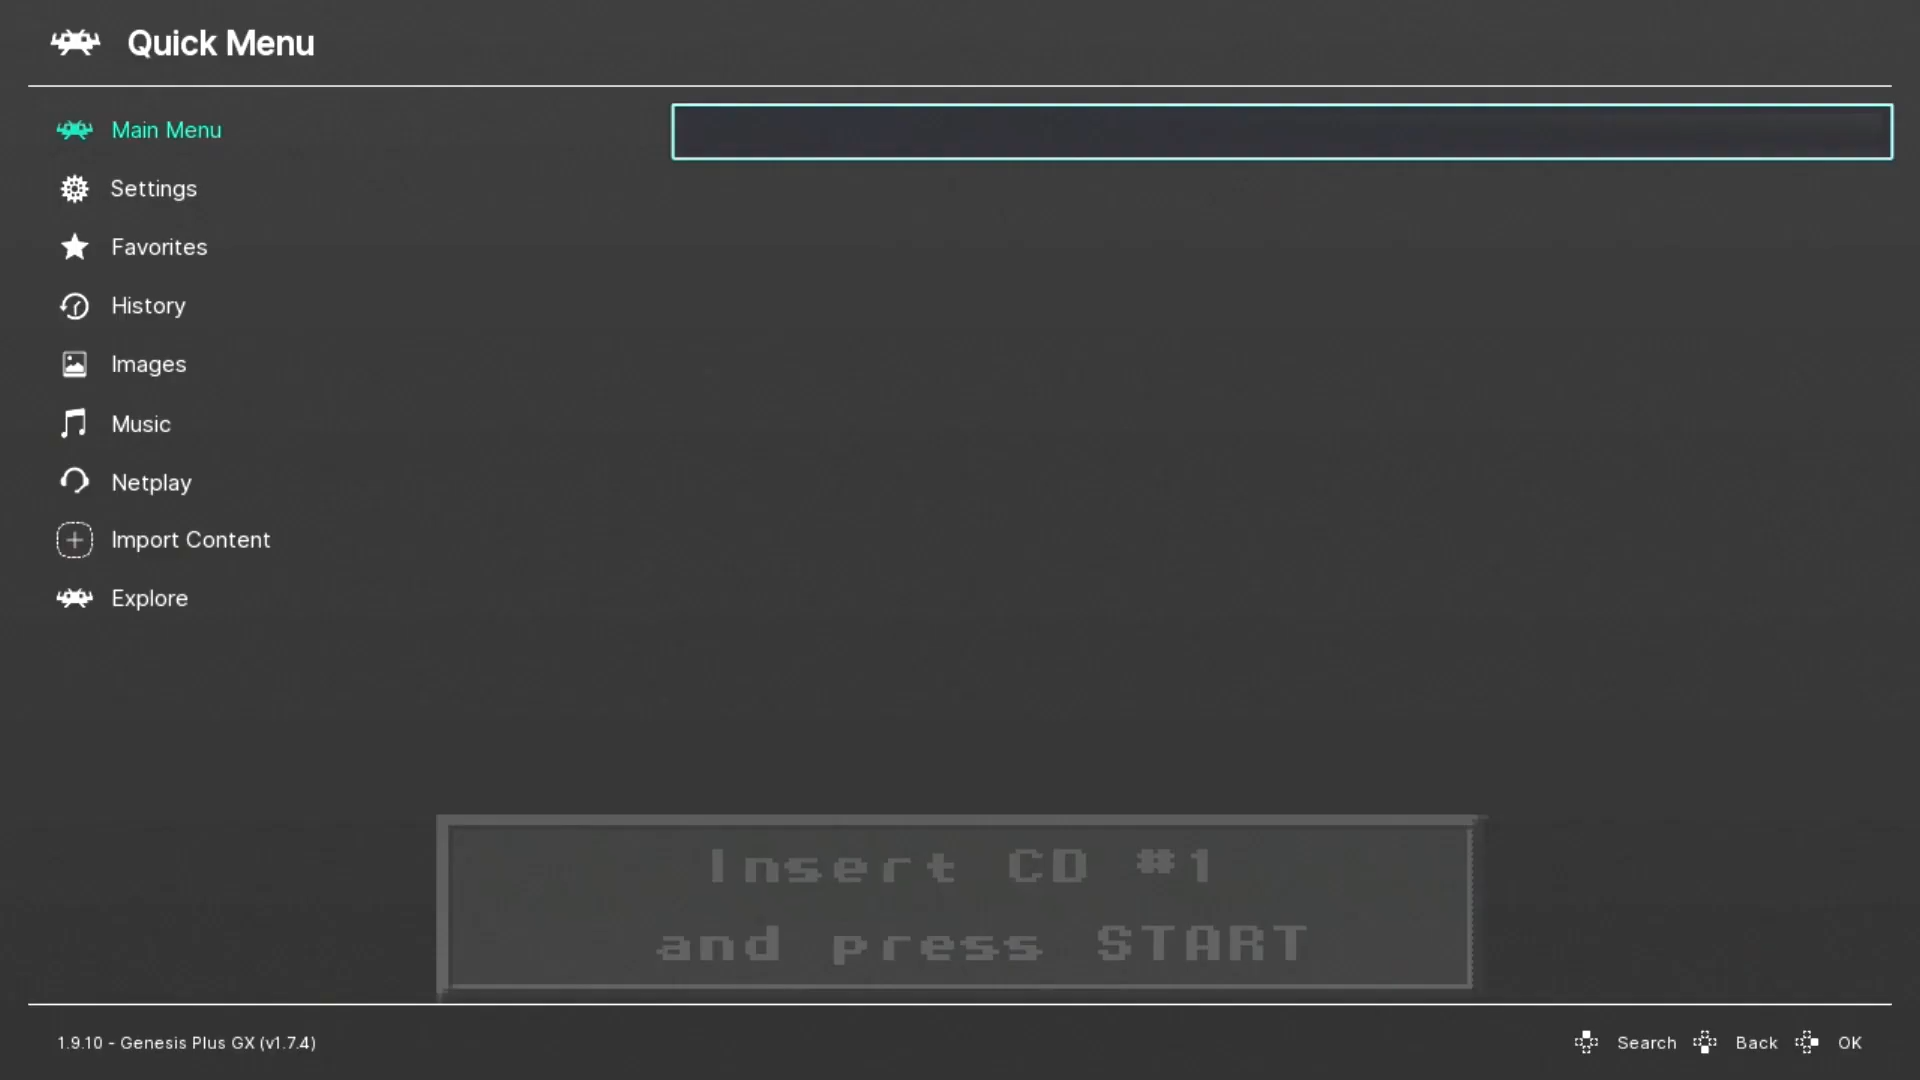 Quick Menu
Main Menu
Settings
Favorites
History
Images
Music
Netplay
Import Content
Explore
Insert CD #1
and press START
1.9.10 - Genesis Plus GX (v1.7.4)
Search Back OK